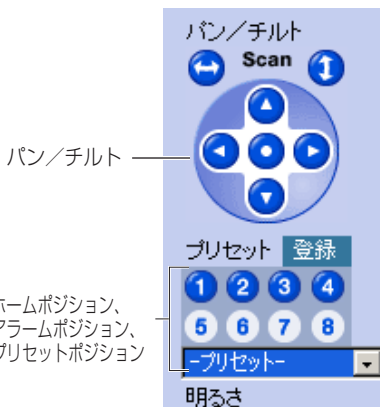 パン／チルト
Scan
パン／チルト
プリセット 登録
1 2 3 4
5 6 7 8
ホームポジション、
アラームポジション、
プリセットポジション
-プリセット-
明るさ